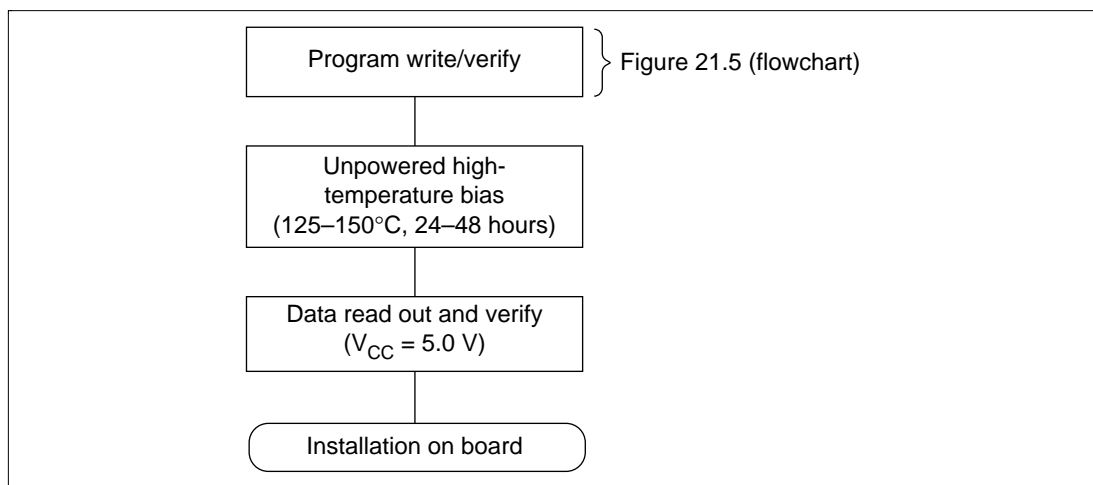 Program write/verify
Figure 21.5 (flowchart)
Unpowered high-
temperature bias
(125–150°C, 24–48 hours)
Data read out and verify
(VCC = 5.0 V)
Installation on board